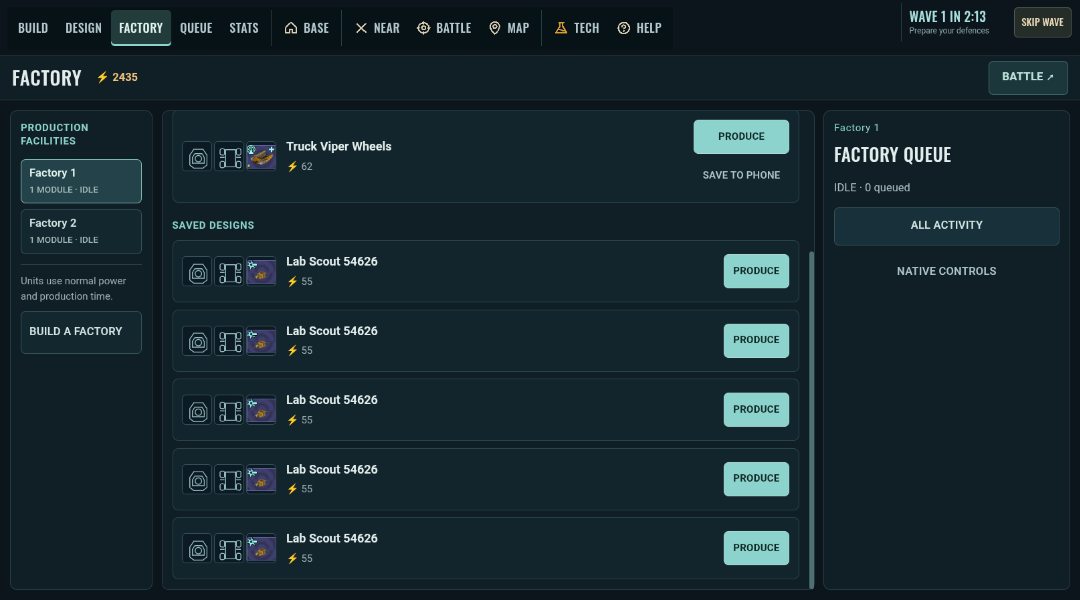 BUILD
DESIGN
FACTORY
QUEUE
STATS
BASE
NEAR
BATTLE
MAP
TECH
HELP
WAVE 1 IN 2:13
Prepare your defences
SKIP WAVE
FACTORY
⚡ 2435
BATTLE ↗
PRODUCTION
FACILITIES
Factory 1
1 MODULE · IDLE
Factory 2
1 MODULE · IDLE
Units use normal power
and production time.
BUILD A FACTORY
Truck Viper Wheels
⚡ 62
PRODUCE
SAVE TO PHONE
SAVED DESIGNS
Lab Scout 54626
⚡ 55
PRODUCE
Lab Scout 54626
⚡ 55
PRODUCE
Lab Scout 54626
⚡ 55
PRODUCE
Lab Scout 54626
⚡ 55
PRODUCE
Lab Scout 54626
⚡ 55
PRODUCE
Factory 1
FACTORY QUEUE
IDLE · 0 queued
ALL ACTIVITY
NATIVE CONTROLS